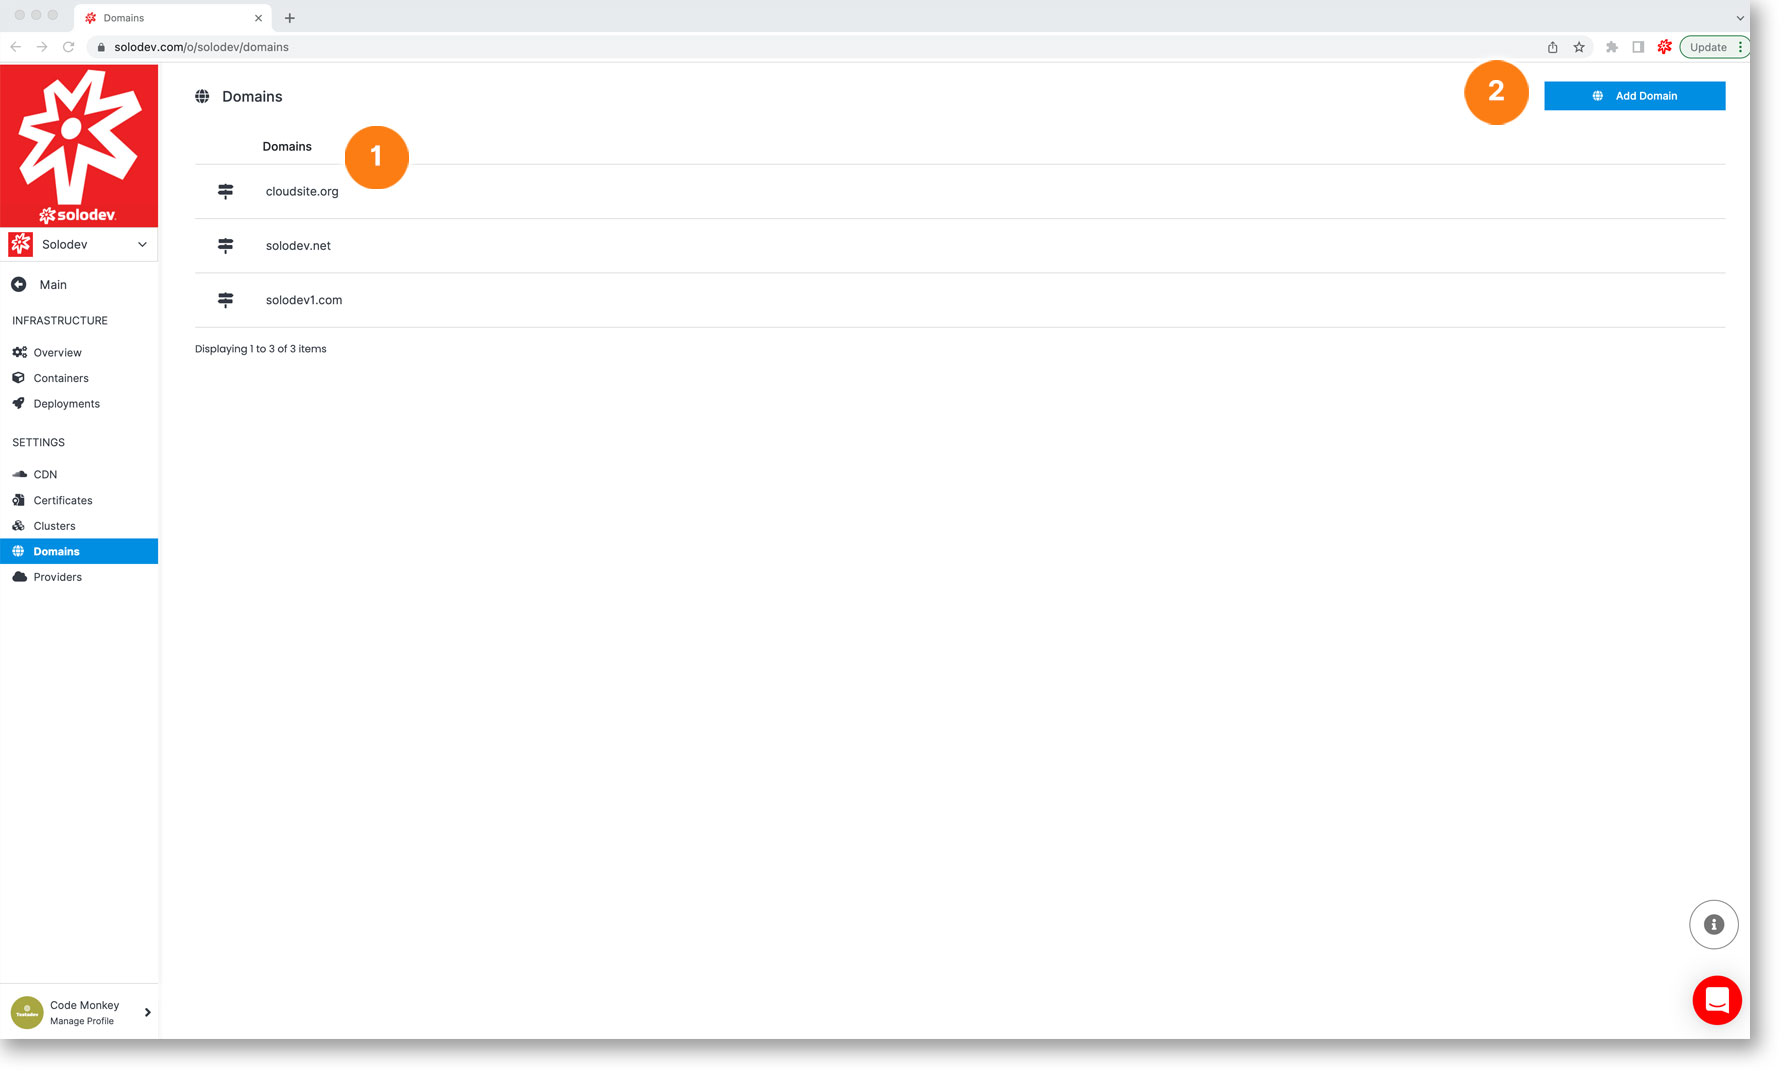 Domains
solodev.com/o/solodev/domains
Update
solodev
Solodev
Main
INFRASTRUCTURE
Overview
Containers
Deployments
SETTINGS
CDN
Certificates
Clusters
Domains
Providers
Code Monkey
Manage Profile
Domains
2
Add Domain
Domains
1
cloudsite.org
solodev.net
solodev1.com
Displaying 1 to 3 of 3 items